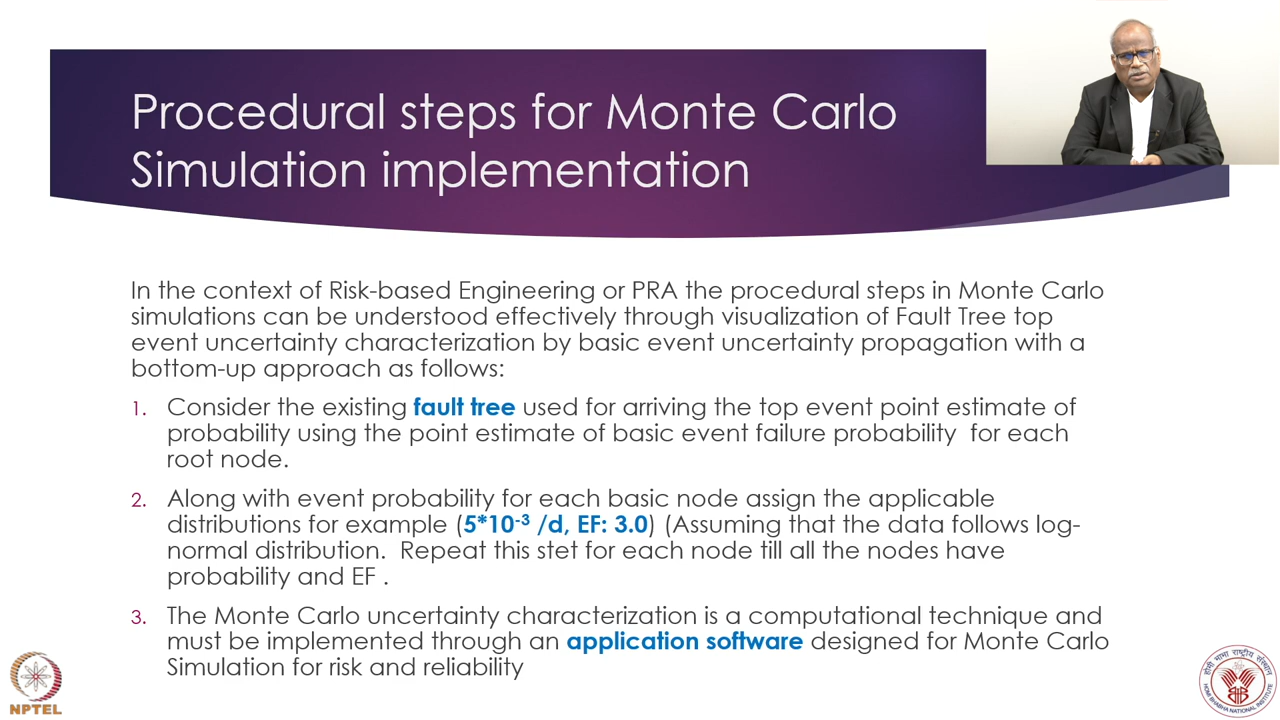 Procedural steps for Monte Carlo
Simulation implementation
In the context of Risk-based Engineering or PRA the procedural steps in Monte Carlo
simulations can be understood effectively through visualization of Fault Tree top
event uncertainty characterization by basic event uncertainty propagation with a
bottom-up approach as follows:
1. Consider the existing fault tree used for arriving the top event point estimate of
probability using the point estimate of basic event failure probability for each
root node.
2. Along with event probability for each basic node assign the applicable
distributions for example (5*10⁻³ /d, EF: 3.0) (Assuming that the data follows log-
normal distribution. Repeat this stet for each node till all the nodes have
probability and EF .
3. The Monte Carlo uncertainty characterization is a computational technique and
must be implemented through an application software designed for Monte Carlo
Simulation for risk and reliability
NPTEL
होमी भाभा राष्ट्रीय संस्थान
HOMI BHABHA NATIONAL INSTITUTE